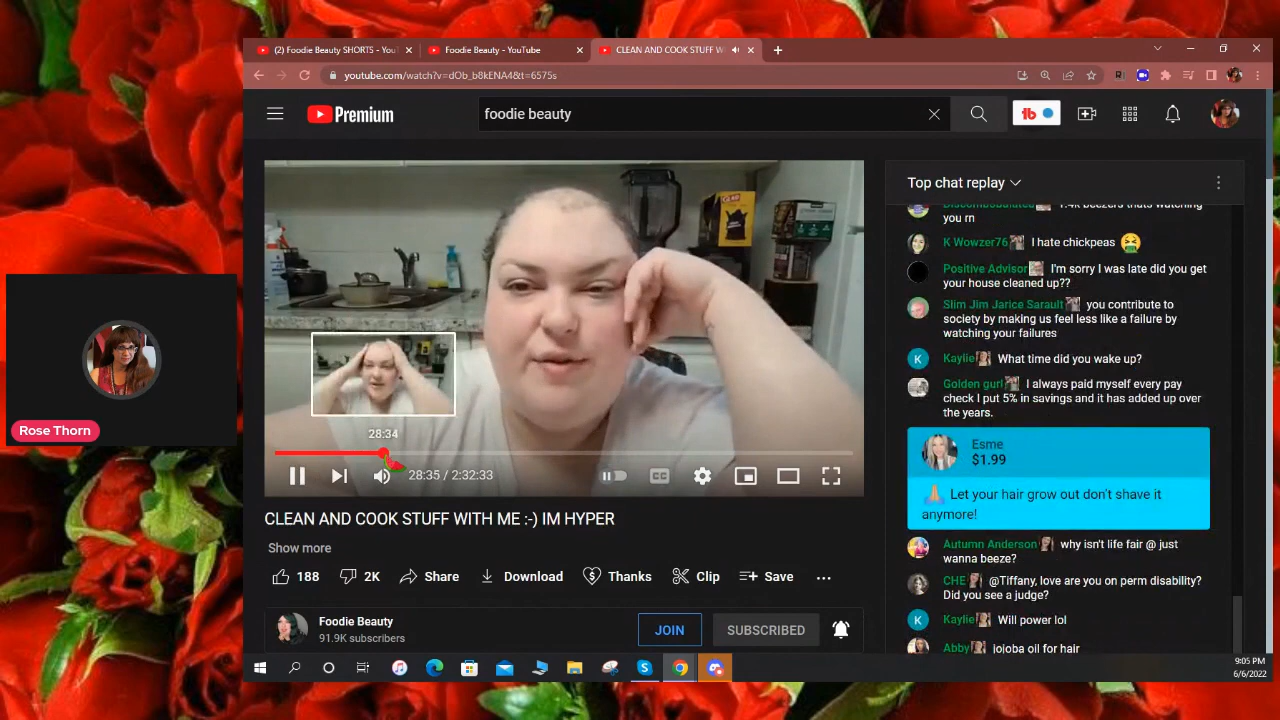 (2) Foodie Beauty SHORTS - You
Foodie Beauty - YouTube
CLEAN AND COOK STUFF W
youtube.com/watch?v=dOb_b8kENA4&t=6575s
Premium
foodie beauty
Top chat replay
1.4k beezers thats watching
you rn
K Wowzer76 I hate chickpeas
Positive Advisor I'm sorry I was late did you get
your house cleaned up??
Slim Jim Jarice Sarault you contribute to
society by making us feel less like a failure by
watching your failures
K Kaylie What time did you wake up?
Golden gurl I always paid myself every pay
check I put 5% in savings and it has added up over
the years.
Esme
$1.99
Let your hair grow out don't shave it
anymore!
Autumn Anderson why isn't life fair @ just
wanna beeze?
CHE @Tiffany, love are you on perm disability?
Did you see a judge?
K Kaylie Will power lol
Abby jojoba oil for hair
Rose Thorn
GLAD
28:34
28:35 / 2:32:33
CC
CLEAN AND COOK STUFF WITH ME :-) IM HYPER
Show more
188 2K Share Download Thanks Clip Save
Foodie Beauty
91.9K subscribers
JOIN SUBSCRIBED
9:05 PM
6/6/2022